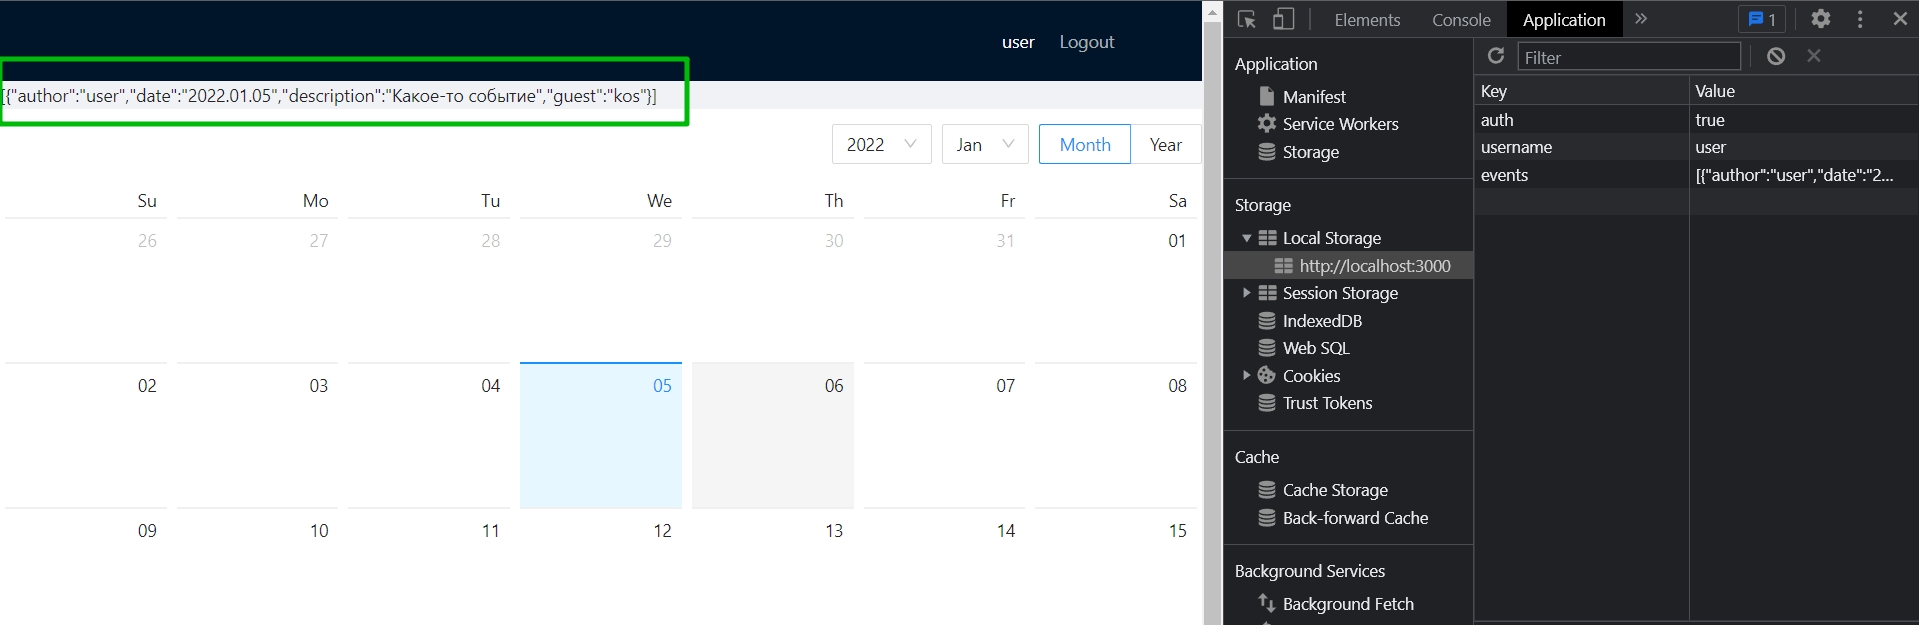 user Logout
[{"author":"user","date":"2022.01.05","description":"Какое-то событие","guest":"kos"}]
2022 Jan Month Year
Su Mo Tu We Th Fr Sa
26 27 28 29 30 31 01
02 03 04 05 06 07 08
09 10 11 12 13 14 15
Elements Console Application 1
Application
Manifest
Service Workers
Storage
Storage
Local Storage
http://localhost:3000
Session Storage
IndexedDB
Web SQL
Cookies
Trust Tokens
Cache
Cache Storage
Back-forward Cache
Background Services
Background Fetch
Filter
Key Value
auth true
username user
events [{"author":"user","date":"2...